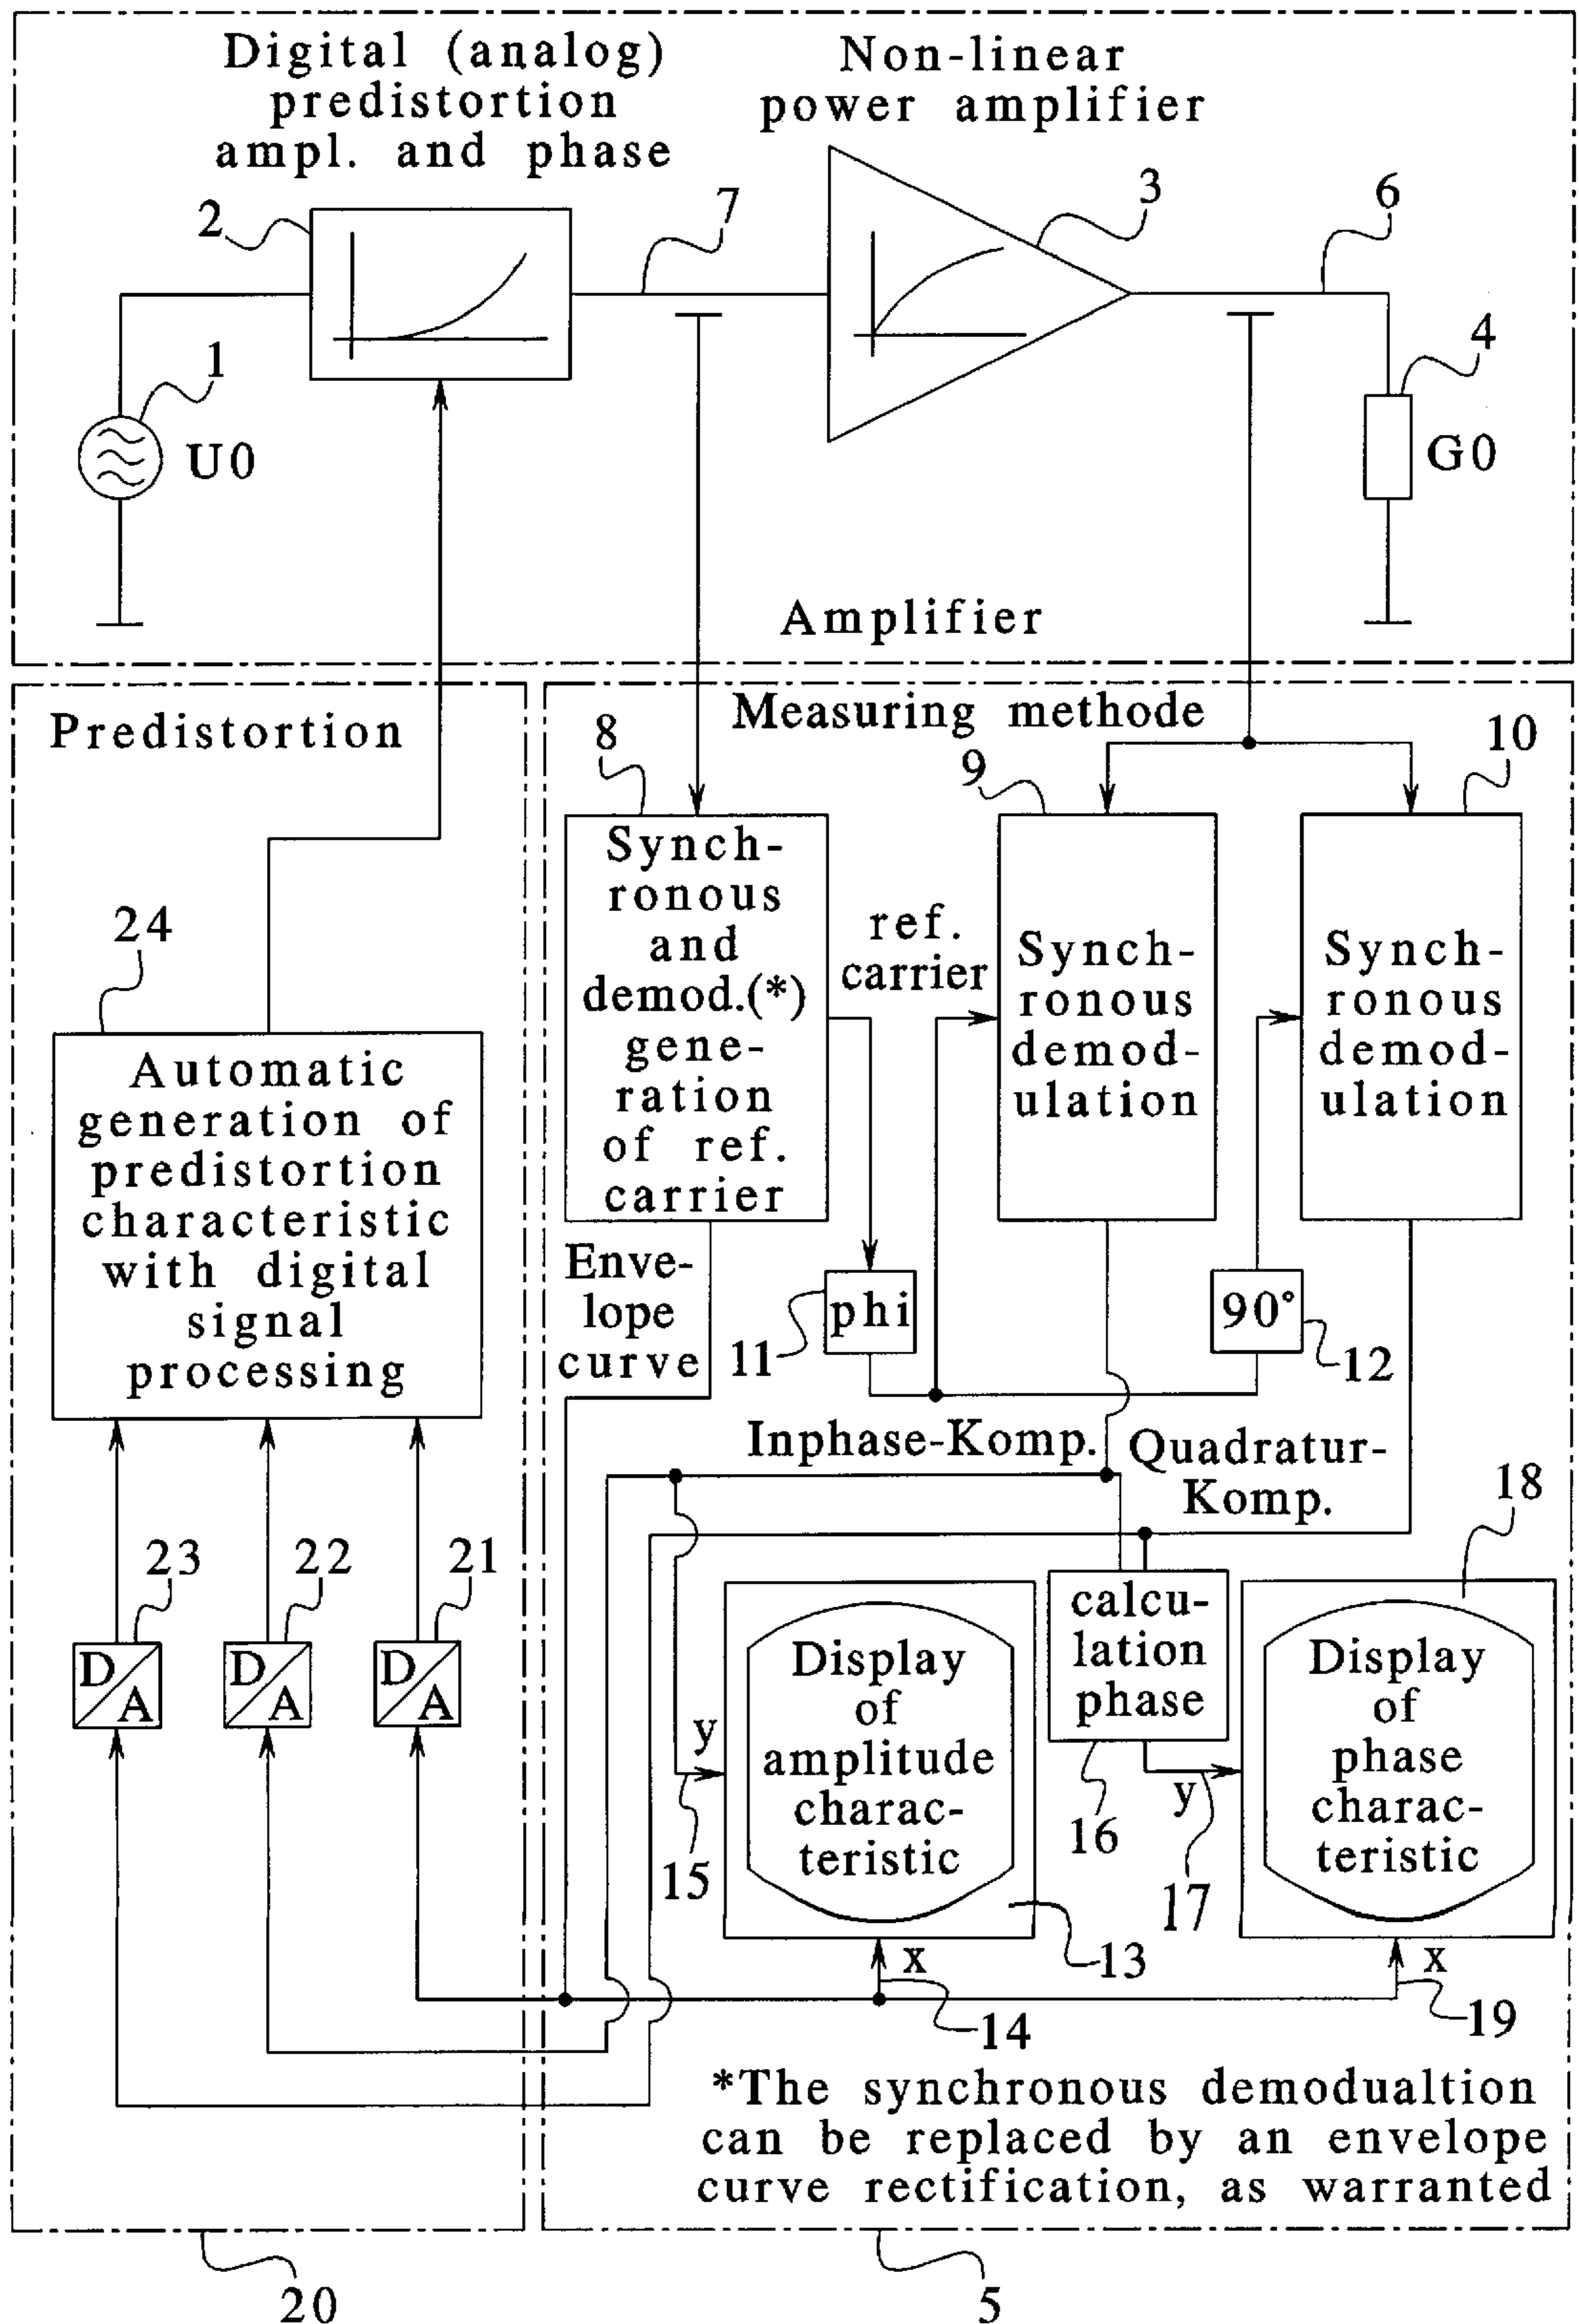 Digital (analog)
predistortion
ampl. and phase
Non-linear
power amplifier
2
7
3
6
1
4
U0
G0
Amplifier
Predistortion
Measuring methode
8
9
10
24
Synch-
ronous
and
demod.(*)
gene-
ration
of ref.
carrier
ref.
carrier
Synch-
ronous
demod-
ulation
Synch-
ronous
demod-
ulation
Automatic
generation of
predistortion
characteristic
with digital
signal
processing
Enve-
lope
curve
11
phi
90°
12
Inphase-Komp.
Quadratur-
Komp.
18
23
22
21
D/A
D/A
D/A
y
15
Display
of
amplitude
charac-
teristic
calcu-
lation
phase
16
y
17
Display
of
phase
charac-
teristic
13
x
14
x
19
*The synchronous demodualtion
can be replaced by an envelope
curve rectification, as warranted
20
5